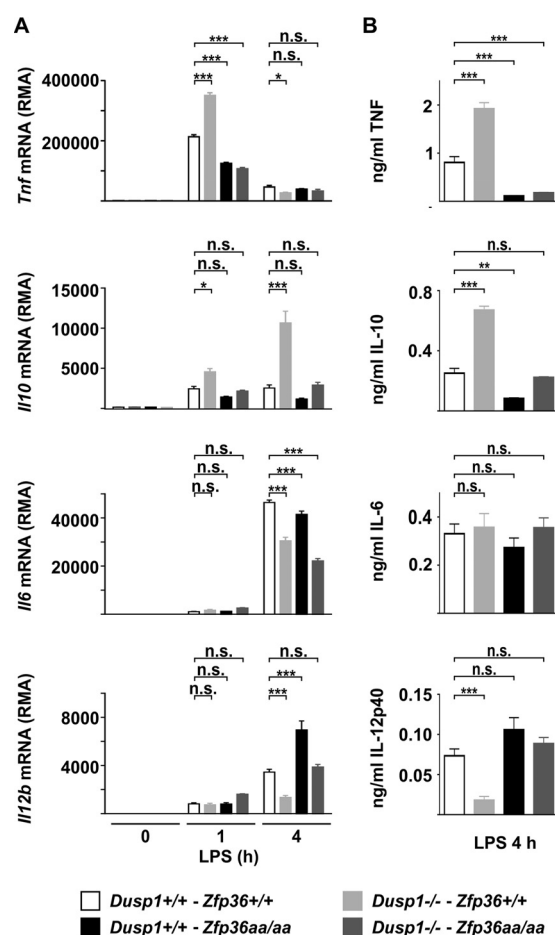 A
B
***
***
***
n.s.
n.s.
*
400000
200000
Tnf mRNA (RMA)
***
***
***
2
1
-
ng/ml TNF
n.s.
n.s.
*
n.s.
n.s.
***
15000
10000
5000
Il10 mRNA (RMA)
n.s.
**
***
0.8
0.4
ng/ml IL-10
n.s.
n.s.
n.s.
***
***
***
40000
20000
Il6 mRNA (RMA)
n.s.
n.s.
n.s.
0.4
0.2
ng/ml IL-6
n.s.
n.s.
n.s.
n.s.
***
***
8000
4000
Il12b mRNA (RMA)
n.s.
n.s.
***
0.15
0.10
0.05
ng/ml IL-12p40
0 1 4
LPS (h)
LPS 4 h
Dusp1+/+ - Zfp36+/+
Dusp1-/- - Zfp36+/+
Dusp1+/+ - Zfp36aa/aa
Dusp1-/- - Zfp36aa/aa
LPS 36 h